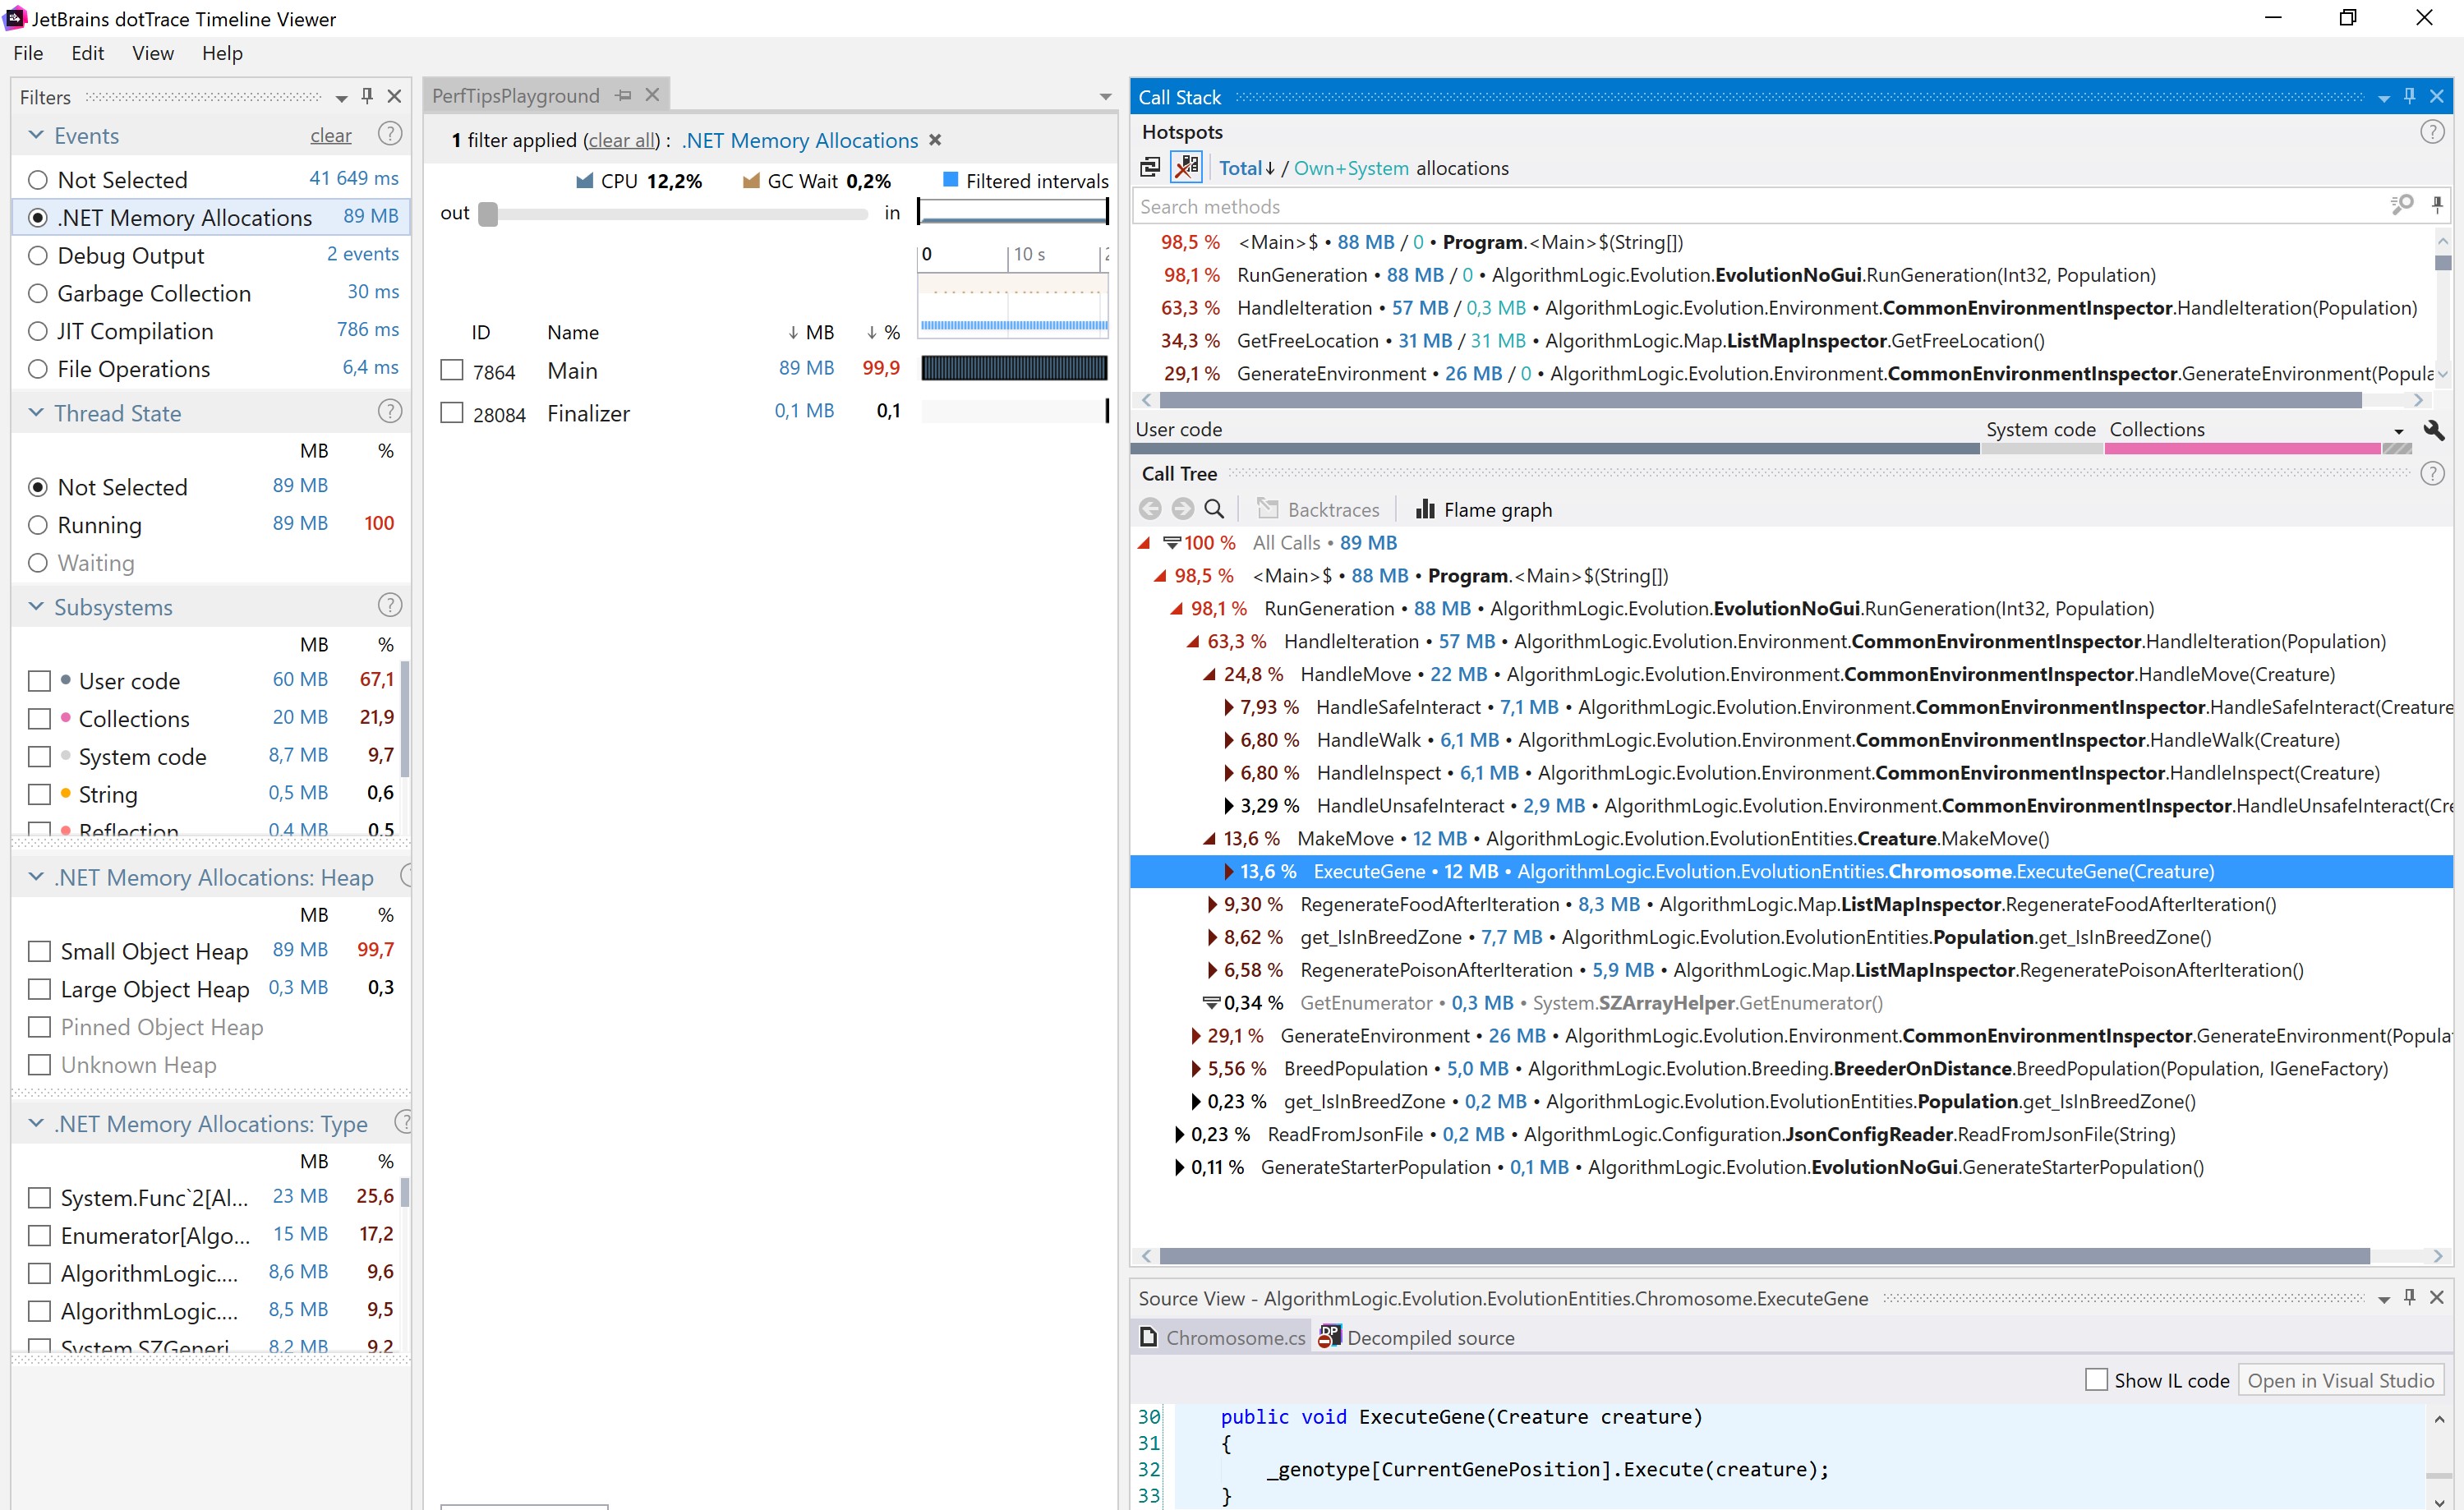 JetBrains dotTrace Timeline Viewer
File Edit View Help
Filters
Events clear ?
Not Selected 41 649 ms
.NET Memory Allocations 89 MB
Debug Output 2 events
Garbage Collection 30 ms
JIT Compilation 786 ms
File Operations 6,4 ms
Thread State ?
MB %
Not Selected 89 MB
Running 89 MB 100
Waiting
Subsystems ?
MB %
User code 60 MB 67,1
Collections 20 MB 21,9
System code 8,7 MB 9,7
String 0,5 MB 0,6
Reflection 0,4 MB 0,5
.NET Memory Allocations: Heap ?
MB %
Small Object Heap 89 MB 99,7
Large Object Heap 0,3 MB 0,3
Pinned Object Heap
Unknown Heap
.NET Memory Allocations: Type ?
MB %
System.Func`2[Al... 23 MB 25,6
Enumerator[Algo... 15 MB 17,2
AlgorithmLogic.... 8,6 MB 9,6
AlgorithmLogic.... 8,5 MB 9,5
System.SZGeneri... 8,2 MB 9,2
PerfTipsPlayground
1 filter applied (clear all) : .NET Memory Allocations
CPU 12,2% GC Wait 0,2% Filtered intervals
out in
0 10 s
ID Name ↓ MB ↓ %
7864 Main 89 MB 99,9
28084 Finalizer 0,1 MB 0,1
Call Stack
Hotspots ?
Total↓ / Own+System allocations
Search methods
98,5 % <Main>$ • 88 MB / 0 • Program.<Main>$(String[])
98,1 % RunGeneration • 88 MB / 0 • AlgorithmLogic.Evolution.EvolutionNoGui.RunGeneration(Int32, Population)
63,3 % HandleIteration • 57 MB / 0,3 MB • AlgorithmLogic.Evolution.Environment.CommonEnvironmentInspector.HandleIteration(Population)
34,3 % GetFreeLocation • 31 MB / 31 MB • AlgorithmLogic.Map.ListMapInspector.GetFreeLocation()
29,1 % GenerateEnvironment • 26 MB / 0 • AlgorithmLogic.Evolution.Environment.CommonEnvironmentInspector.GenerateEnvironment(Popula
User code System code Collections
Call Tree ?
Backtraces Flame graph
100 % All Calls • 89 MB
98,5 % <Main>$ • 88 MB • Program.<Main>$(String[])
98,1 % RunGeneration • 88 MB • AlgorithmLogic.Evolution.EvolutionNoGui.RunGeneration(Int32, Population)
63,3 % HandleIteration • 57 MB • AlgorithmLogic.Evolution.Environment.CommonEnvironmentInspector.HandleIteration(Population)
24,8 % HandleMove • 22 MB • AlgorithmLogic.Evolution.Environment.CommonEnvironmentInspector.HandleMove(Creature)
7,93 % HandleSafeInteract • 7,1 MB • AlgorithmLogic.Evolution.Environment.CommonEnvironmentInspector.HandleSafeInteract(Creature
6,80 % HandleWalk • 6,1 MB • AlgorithmLogic.Evolution.Environment.CommonEnvironmentInspector.HandleWalk(Creature)
6,80 % HandleInspect • 6,1 MB • AlgorithmLogic.Evolution.Environment.CommonEnvironmentInspector.HandleInspect(Creature)
3,29 % HandleUnsafeInteract • 2,9 MB • AlgorithmLogic.Evolution.Environment.CommonEnvironmentInspector.HandleUnsafeInteract(Cre
13,6 % MakeMove • 12 MB • AlgorithmLogic.Evolution.EvolutionEntities.Creature.MakeMove()
13,6 % ExecuteGene • 12 MB • AlgorithmLogic.Evolution.EvolutionEntities.Chromosome.ExecuteGene(Creature)
9,30 % RegenerateFoodAfterIteration • 8,3 MB • AlgorithmLogic.Map.ListMapInspector.RegenerateFoodAfterIteration()
8,62 % get_IsInBreedZone • 7,7 MB • AlgorithmLogic.Evolution.EvolutionEntities.Population.get_IsInBreedZone()
6,58 % RegeneratePoisonAfterIteration • 5,9 MB • AlgorithmLogic.Map.ListMapInspector.RegeneratePoisonAfterIteration()
0,34 % GetEnumerator • 0,3 MB • System.SZArrayHelper.GetEnumerator()
29,1 % GenerateEnvironment • 26 MB • AlgorithmLogic.Evolution.Environment.CommonEnvironmentInspector.GenerateEnvironment(Popula
5,56 % BreedPopulation • 5,0 MB • AlgorithmLogic.Evolution.Breeding.BreederOnDistance.BreedPopulation(Population, IGeneFactory)
0,23 % get_IsInBreedZone • 0,2 MB • AlgorithmLogic.Evolution.EvolutionEntities.Population.get_IsInBreedZone()
0,23 % ReadFromJsonFile • 0,2 MB • AlgorithmLogic.Configuration.JsonConfigReader.ReadFromJsonFile(String)
0,11 % GenerateStarterPopulation • 0,1 MB • AlgorithmLogic.Evolution.EvolutionNoGui.GenerateStarterPopulation()
Source View - AlgorithmLogic.Evolution.EvolutionEntities.Chromosome.ExecuteGene
Chromosome.cs Decompiled source
Show IL code Open in Visual Studio
30 public void ExecuteGene(Creature creature)
31 {
32 _genotype[CurrentGenePosition].Execute(creature);
33 }